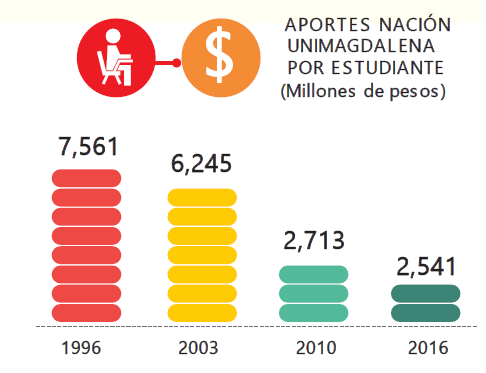 APORTES NACIÓN
UNIMAGDALENA
POR ESTUDIANTE
(Millones de pesos)
$
7,561
6,245
2,713
2,541
1996
2003
2010
2016